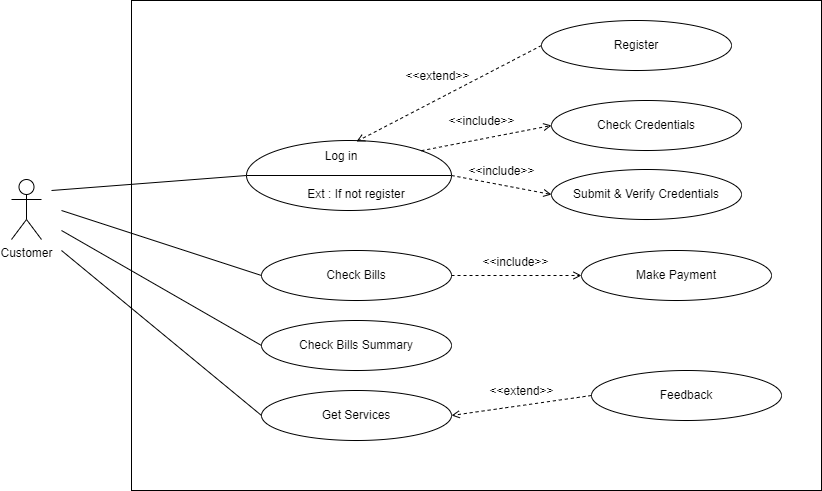 Register
<<extend>>
<<include>>
Check Credentials
Log in
<<include>>
Ext : If not register
Submit & Verify Credentials
Customer
<<include>>
Check Bills
Make Payment
Check Bills Summary
<<extend>>
Feedback
Get Services